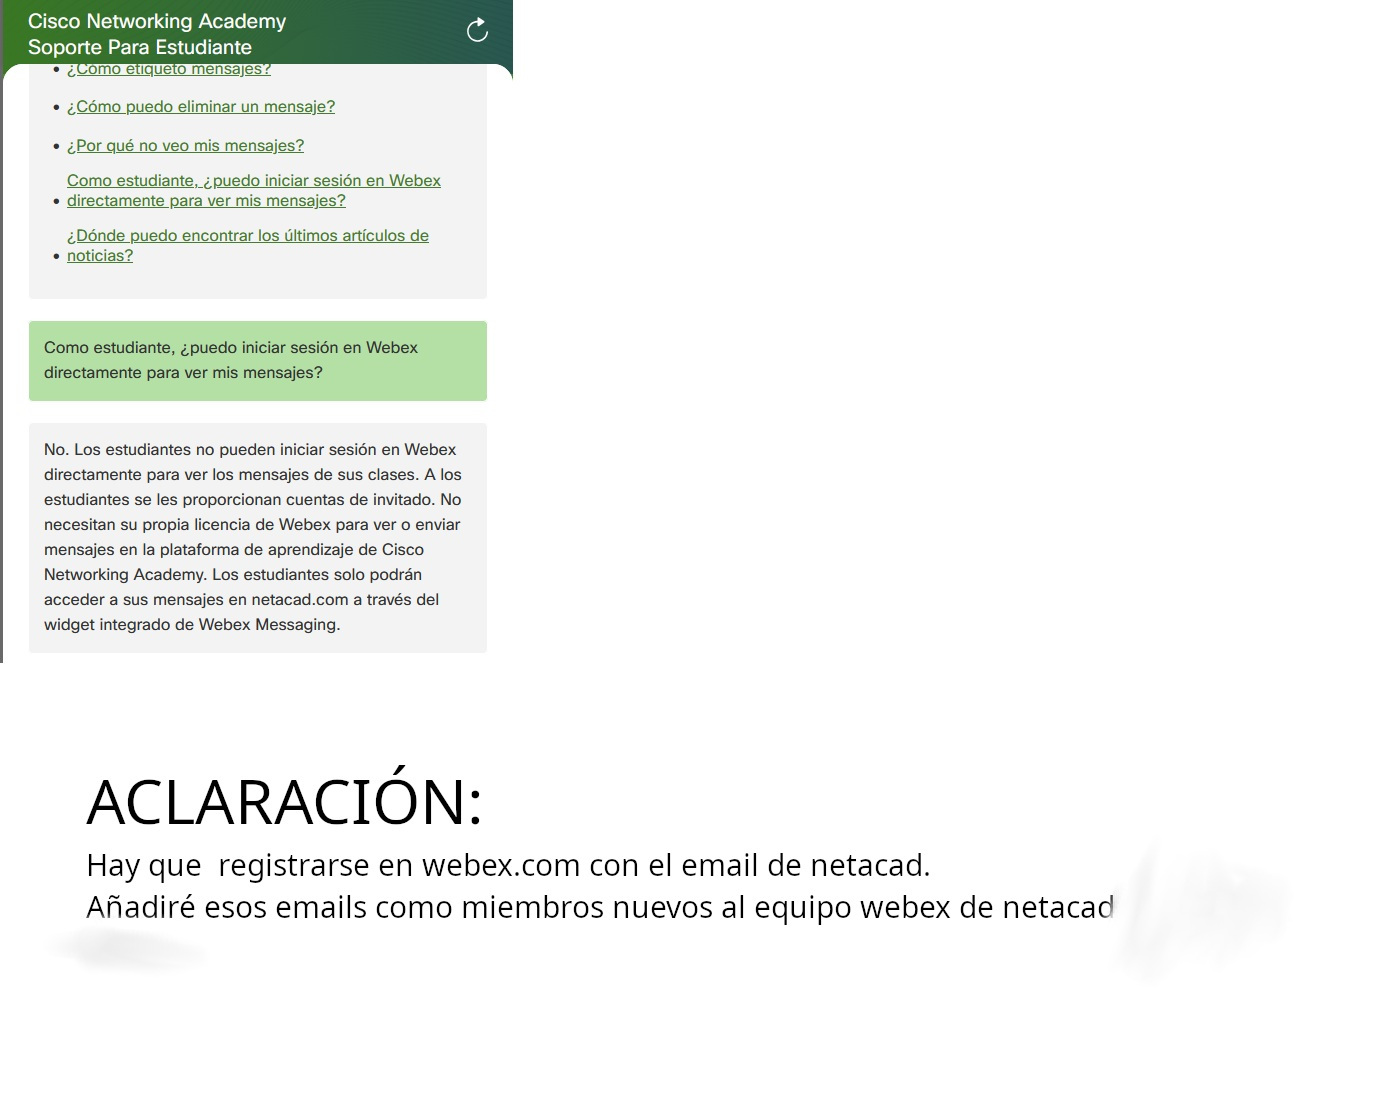 Cisco Networking Academy
Soporte Para Estudiante
• ¿Cómo etiqueto mensajes?
• ¿Cómo puedo eliminar un mensaje?
• ¿Por qué no veo mis mensajes?
Como estudiante, ¿puedo iniciar sesión en Webex
• directamente para ver mis mensajes?
¿Dónde puedo encontrar los últimos artículos de
• noticias?
Como estudiante, ¿puedo iniciar sesión en Webex
directamente para ver mis mensajes?
No. Los estudiantes no pueden iniciar sesión en Webex
directamente para ver los mensajes de sus clases. A los
estudiantes se les proporcionan cuentas de invitado. No
necesitan su propia licencia de Webex para ver o enviar
mensajes en la plataforma de aprendizaje de Cisco
Networking Academy. Los estudiantes solo podrán
acceder a sus mensajes en netacad.com a través del
widget integrado de Webex Messaging.
ACLARACIÓN:
Hay que  registrarse en webex.com con el email de netacad.
Añadiré esos emails como miembros nuevos al equipo webex de netacad